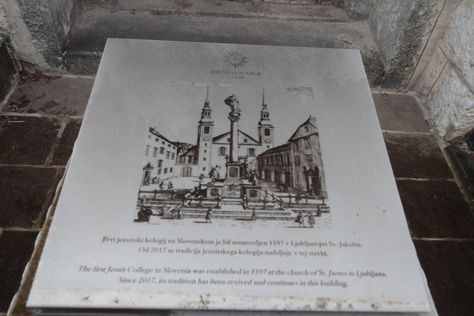 Prvi jezuitski kolegij na Slovenskem je bil ustanovljen 1597 v Ljubljani pri Sv. Jakobu.
Od 2017 se tradicija jezuitskega kolegija nadaljuje v tej stavbi.
The first Jesuit College in Slovenia was established in 1597 at the church of St. James in Ljubljana.
Since 2017, its tradition has been revived and continues in this building.